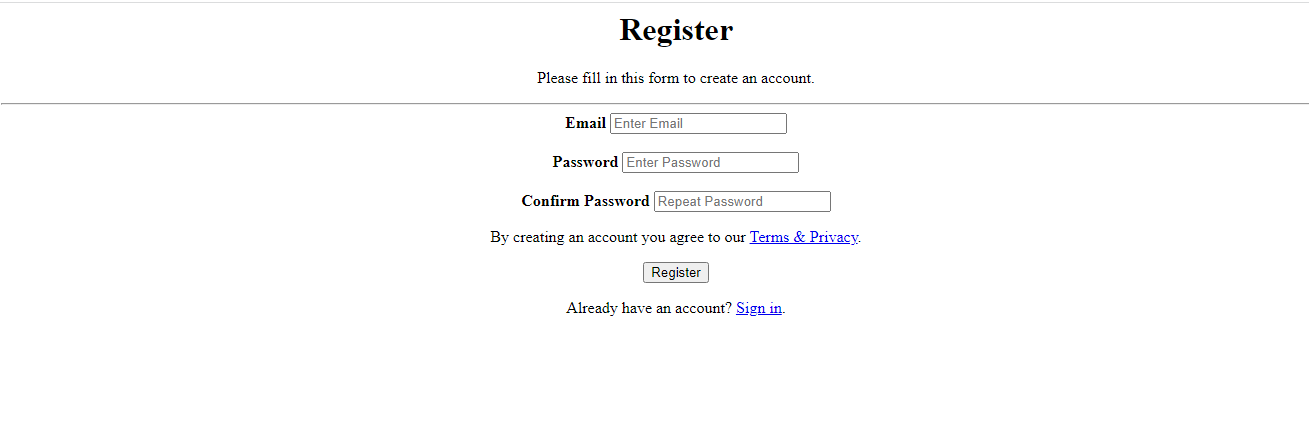 Register
Please fill in this form to create an account.
Email Enter Email
Password Enter Password
Confirm Password Repeat Password
By creating an account you agree to our Terms & Privacy.
Register
Already have an account? Sign in.